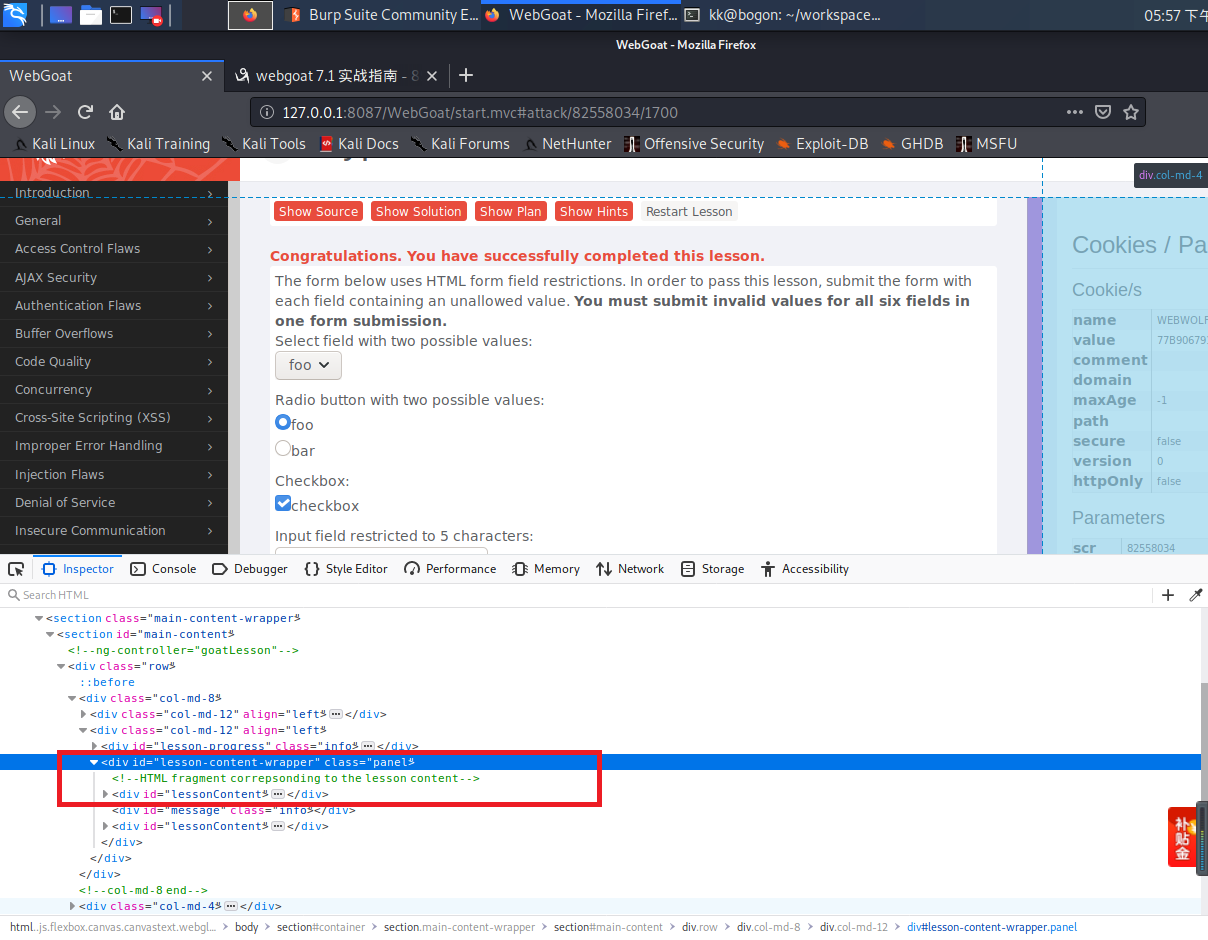 Burp Suite Community E...
WebGoat - Mozilla Firef...
kk@bogon: ~/workspace...
05:57 下午
WebGoat - Mozilla Firefox
WebGoat
webgoat 7.1 实战指南 - 8
127.0.0.1:8087/WebGoat/start.mvc#attack/82558034/1700
Kali Linux
Kali Training
Kali Tools
Kali Docs
Kali Forums
NetHunter
Offensive Security
Exploit-DB
GHDB
MSFU
div.col-md-4
Introduction
General
Access Control Flaws
AJAX Security
Authentication Flaws
Buffer Overflows
Code Quality
Concurrency
Cross-Site Scripting (XSS)
Improper Error Handling
Injection Flaws
Denial of Service
Insecure Communication
Show Source
Show Solution
Show Plan
Show Hints
Restart Lesson
Congratulations. You have successfully completed this lesson.
The form below uses HTML form field restrictions. In order to pass this lesson, submit the form with
each field containing an unallowed value. You must submit invalid values for all six fields in
one form submission.
Select field with two possible values:
foo
Radio button with two possible values:
foo
bar
Checkbox:
checkbox
Input field restricted to 5 characters:
Cookies / Pa
Cookie/s
name WEBWOLF
value 77B90679
comment
domain
maxAge -1
path
secure false
version 0
httpOnly false
Parameters
scr 82558034
Inspector
Console
Debugger
Style Editor
Performance
Memory
Network
Storage
Accessibility
Search HTML
<section class="main-content-wrapper">
<section id="main-content">
<!--ng-controller="goatLesson"-->
<div class="row">
::before
<div class="col-md-8">
<div class="col-md-12" align="left">…</div>
<div class="col-md-12" align="left">
<div id="lesson-progress" class="info">…</div>
<div id="lesson-content-wrapper" class="panel">
<!--HTML fragment correpsonding to the lesson content-->
<div id="lessonContent">…</div>
<div id="message" class="info"></div>
<div id="lessonContent">…</div>
</div>
</div>
</div>
<!--col-md-8 end-->
<div class="col-md-4">…</div>
补
贴
金
html.js.flexbox.canvas.canvastext.webgl… > body > section#container > section.main-content-wrapper > section#main-content > div.row > div.col-md-8 > div.col-md-12 > div#lesson-content-wrapper.panel